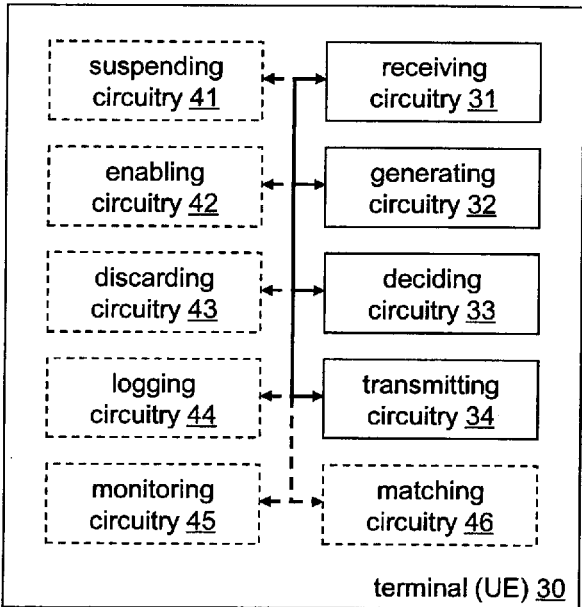 suspending
circuitry 41
receiving
circuitry 31
enabling
circuitry 42
generating
circuitry 32
discarding
circuitry 43
deciding
circuitry 33
logging
circuitry 44
transmitting
circuitry 34
monitoring
circuitry 45
matching
circuitry 46
terminal (UE) 30